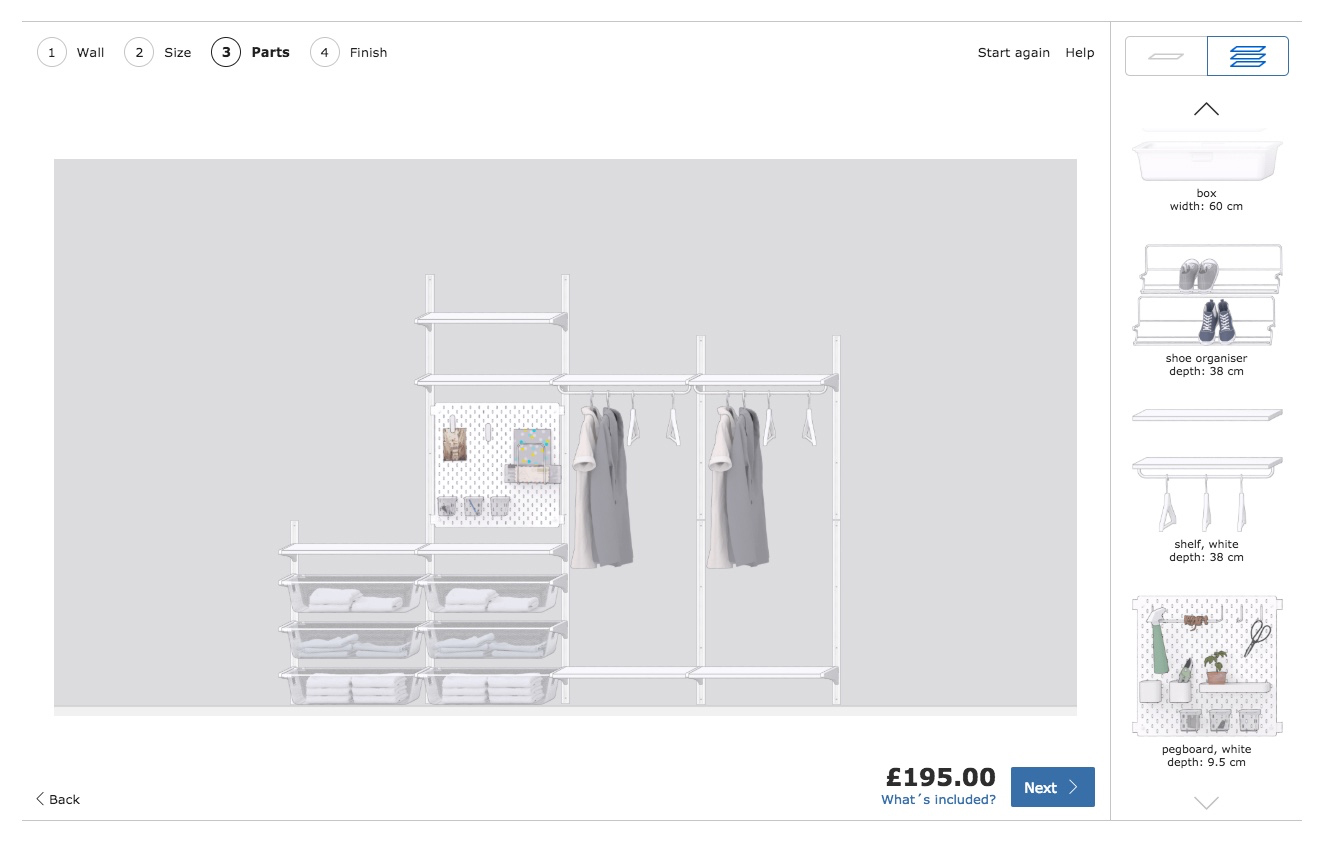 1 Wall 2 Size 3 Parts 4 Finish
Start again Help
box
width: 60 cm
shoe organiser
depth: 38 cm
shelf, white
depth: 38 cm
pegboard, white
depth: 9.5 cm
Back
£195.00
What´s included?
Next